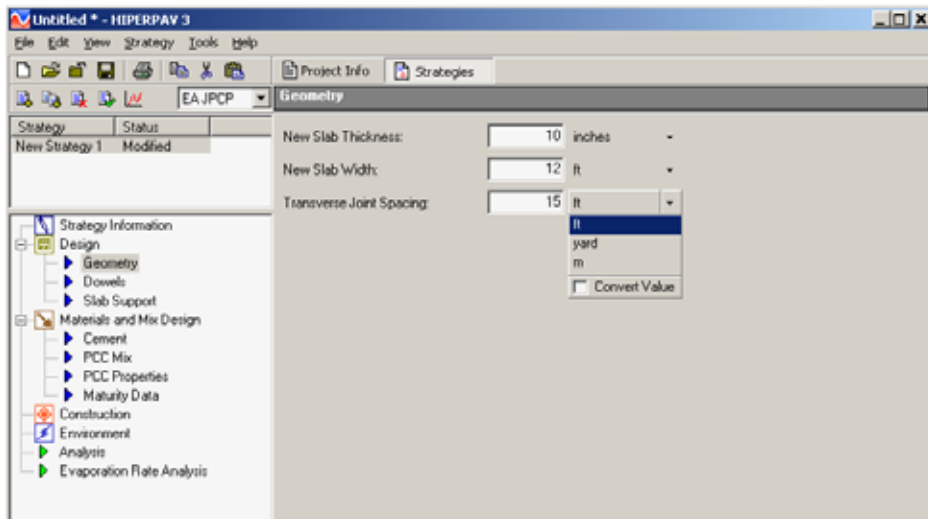 Untitled * - HIPERPAV 3
File Edit View Strategy Tools Help
Project Info Strategies
EA JPCP Geometry
Strategy Status
New Strategy 1 Modified
New Slab Thickness: 10 inches
New Slab Width: 12 ft
Transverse Joint Spacing: 15 ft
ft
yard
m
Convert Value
Strategy Information
Design
Geometry
Dowels
Slab Support
Materials and Mix Design
Cement
PCC Mix
PCC Properties
Maturity Data
Construction
Environment
Analysis
Evaporation Rate Analysis